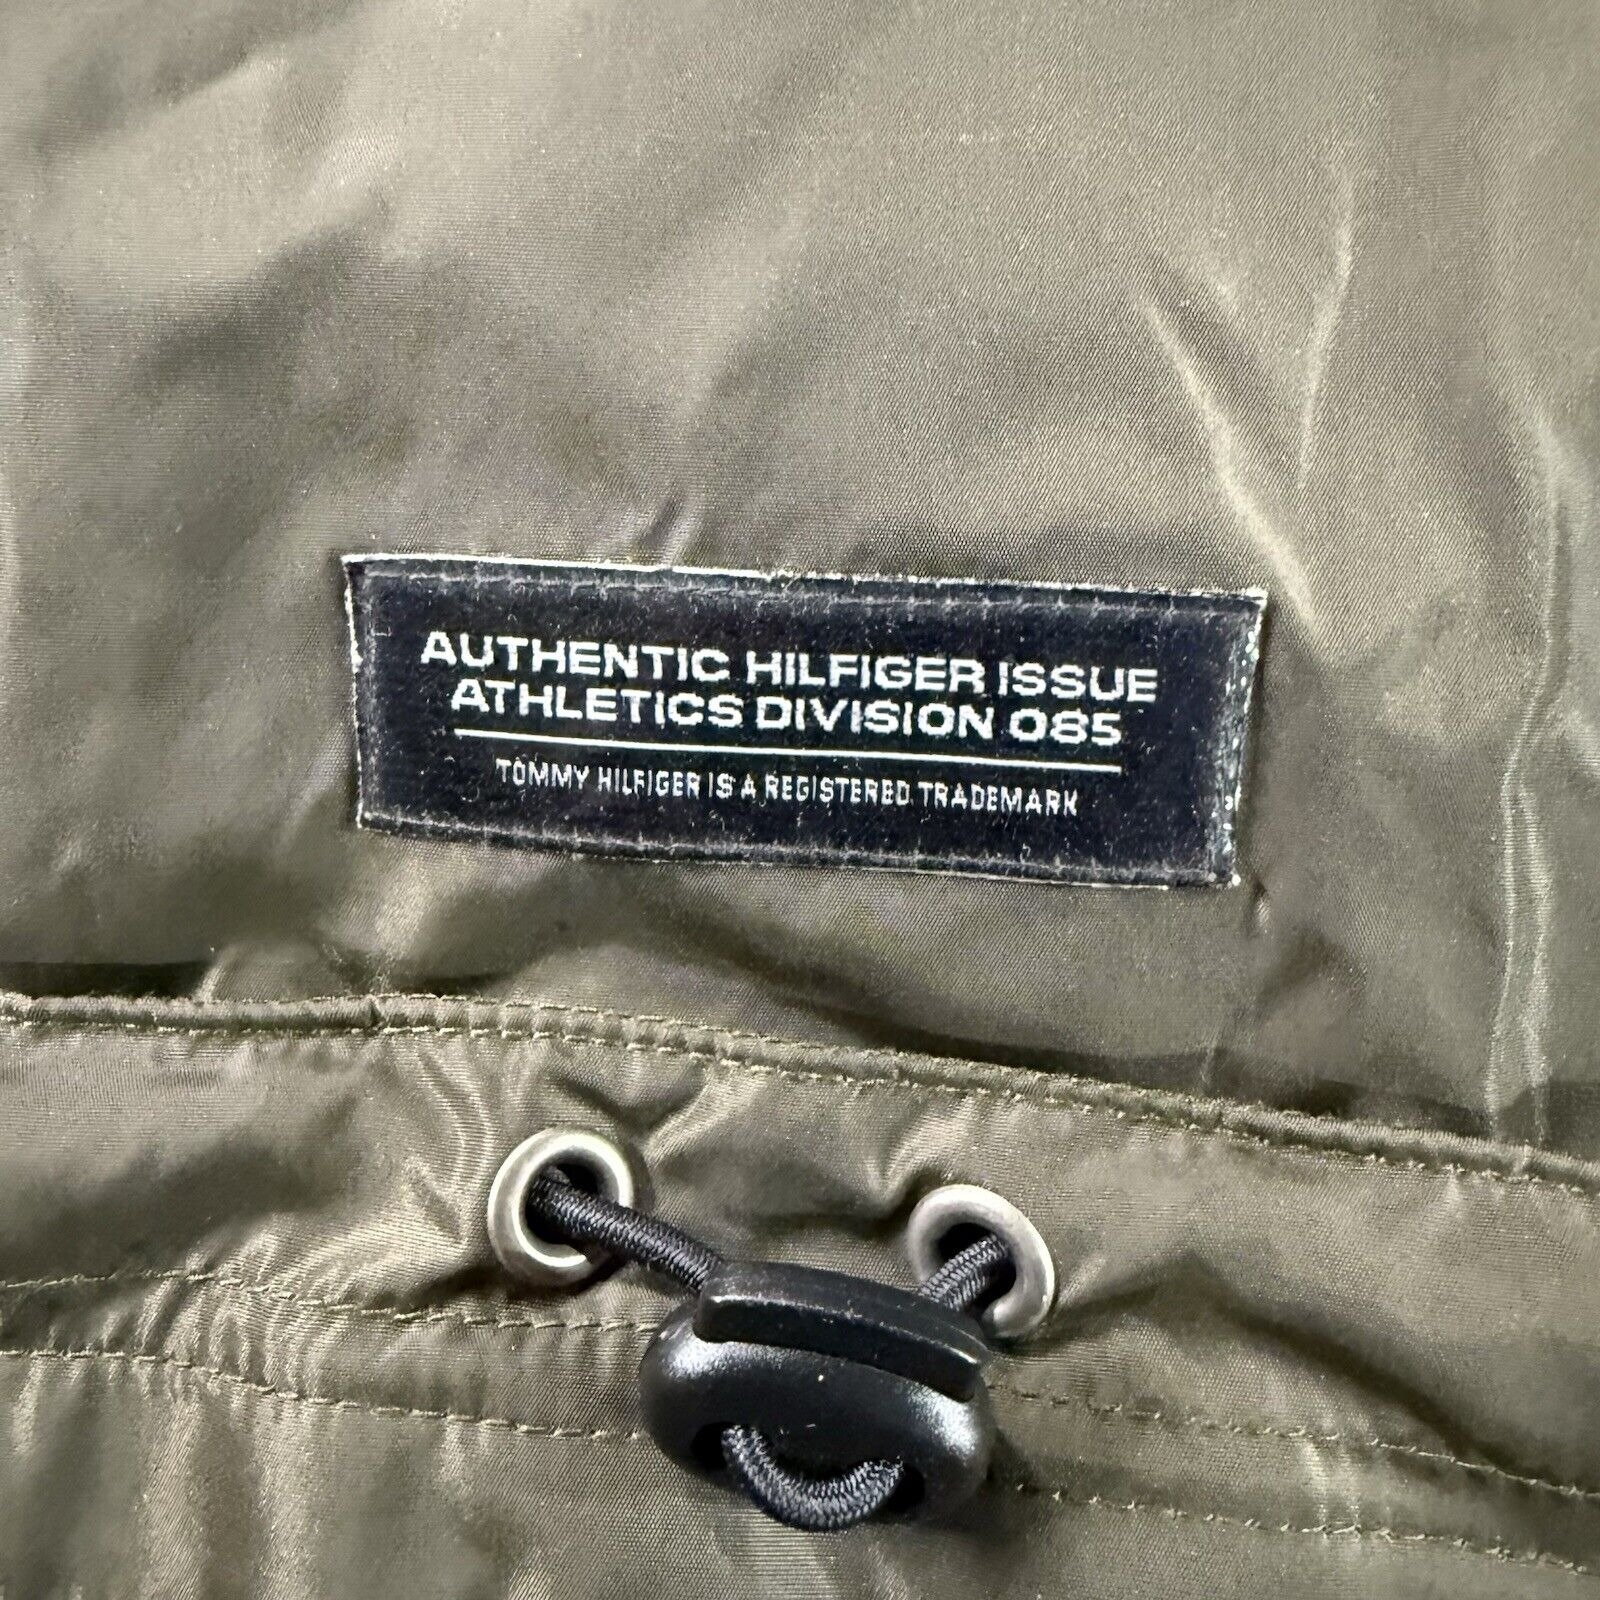 AUTHENTIC HILFIGER ISSUE
ATHLETICS DIVISION 085
TOMMY HILFIGER IS A REGISTERED TRADEMARK